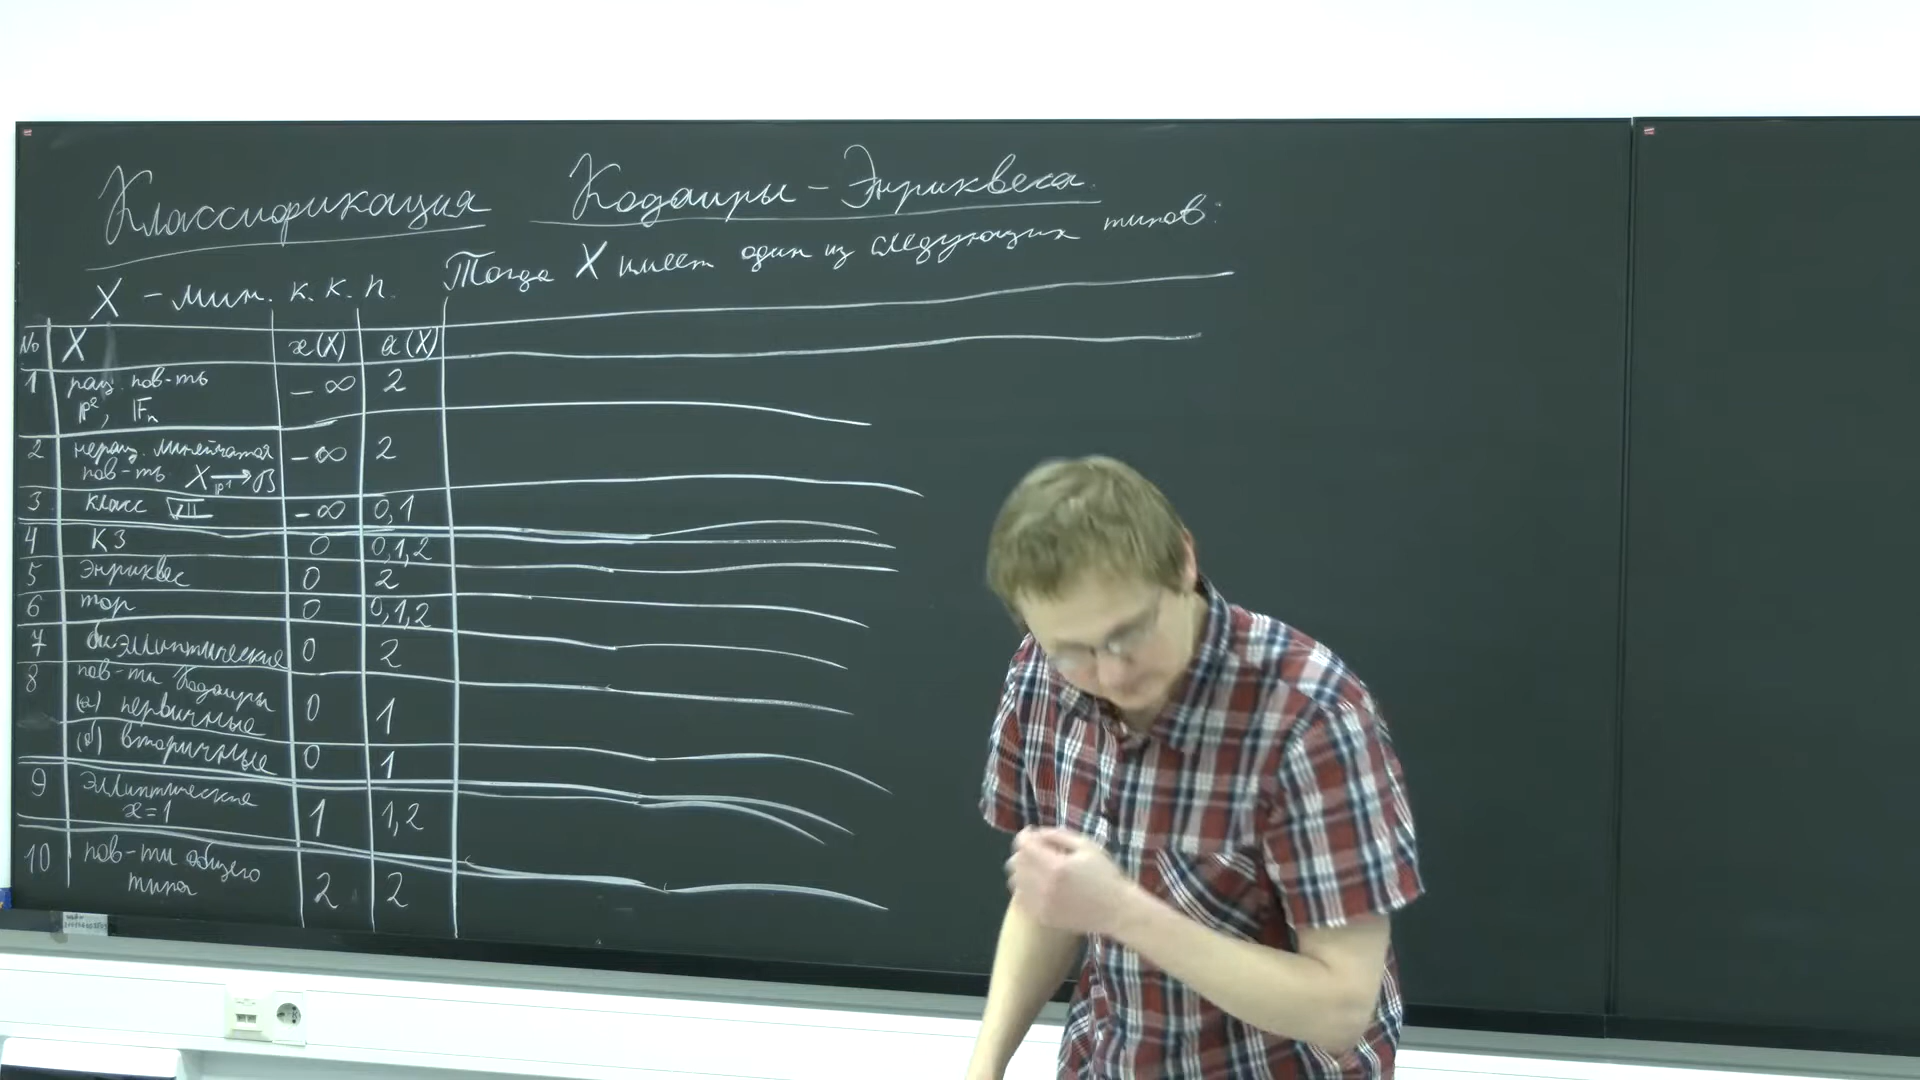 Классификация Кодаиры – Энриквеса.
X – мин. к. к. п. Тогда X имеет один из следующих типов:
№ X ϰ(X) a(X)
1 рац. пов-ть –∞ 2
ℙ², 𝔽ₙ
2 нерац. линейчатая –∞ 2
пов-ть X → B
ℙ¹
3 класс VII –∞ 0,1
4 K3 0 0,1,2
5 Энриквес 0 2
6 тор 0 0,1,2
7 биэллиптические 0 2
8 пов-ти Кодаиры
(а) первичные 0 1
(б) вторичные 0 1
9 эллиптические 1 1,2
ϰ=1
10 пов-ти общего 2 2
типа